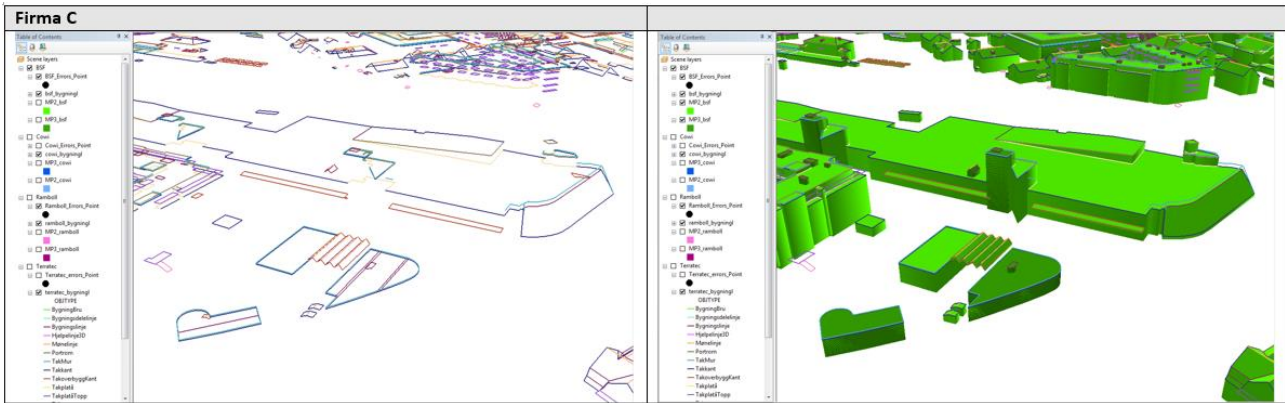 Firma C
Table of Contents
Scene layers
BSF
BSF_Errors_Point
bsf_bygningl
MP2_bsf
MP3_bsf
Cowi
Cowi_Errors_Point
cowi_bygningl
MP3_cowi
MP2_cowi
Ramboll
Ramboll_Errors_Point
ramboll_bygningl
MP2_ramboll
MP3_ramboll
Terratec
Terratec_errors_Point
terratec_bygningl
OBJTYPE
BygningBru
Bygningsdelelinje
Bygningslinje
Hjelpelinje3D
Mønelinje
Portrom
TakMur
Takkant
TakoverbyggKant
Takplatå
TakplatåTopp
Table of Contents
Scene layers
BSF
BSF_Errors_Point
bsf_bygningl
MP2_bsf
MP3_bsf
Cowi
Cowi_Errors_Point
cowi_bygningl
MP3_cowi
MP2_cowi
Ramboll
Ramboll_Errors_Point
ramboll_bygningl
MP2_ramboll
MP3_ramboll
Terratec
Terratec_errors_Point
terratec_bygningl
OBJTYPE
BygningBru
Bygningsdelelinje
Bygningslinje
Hjelpelinje3D
Mønelinje
Portrom
TakMur
Takkant
TakoverbyggKant
Takplatå
TakplatåTopp